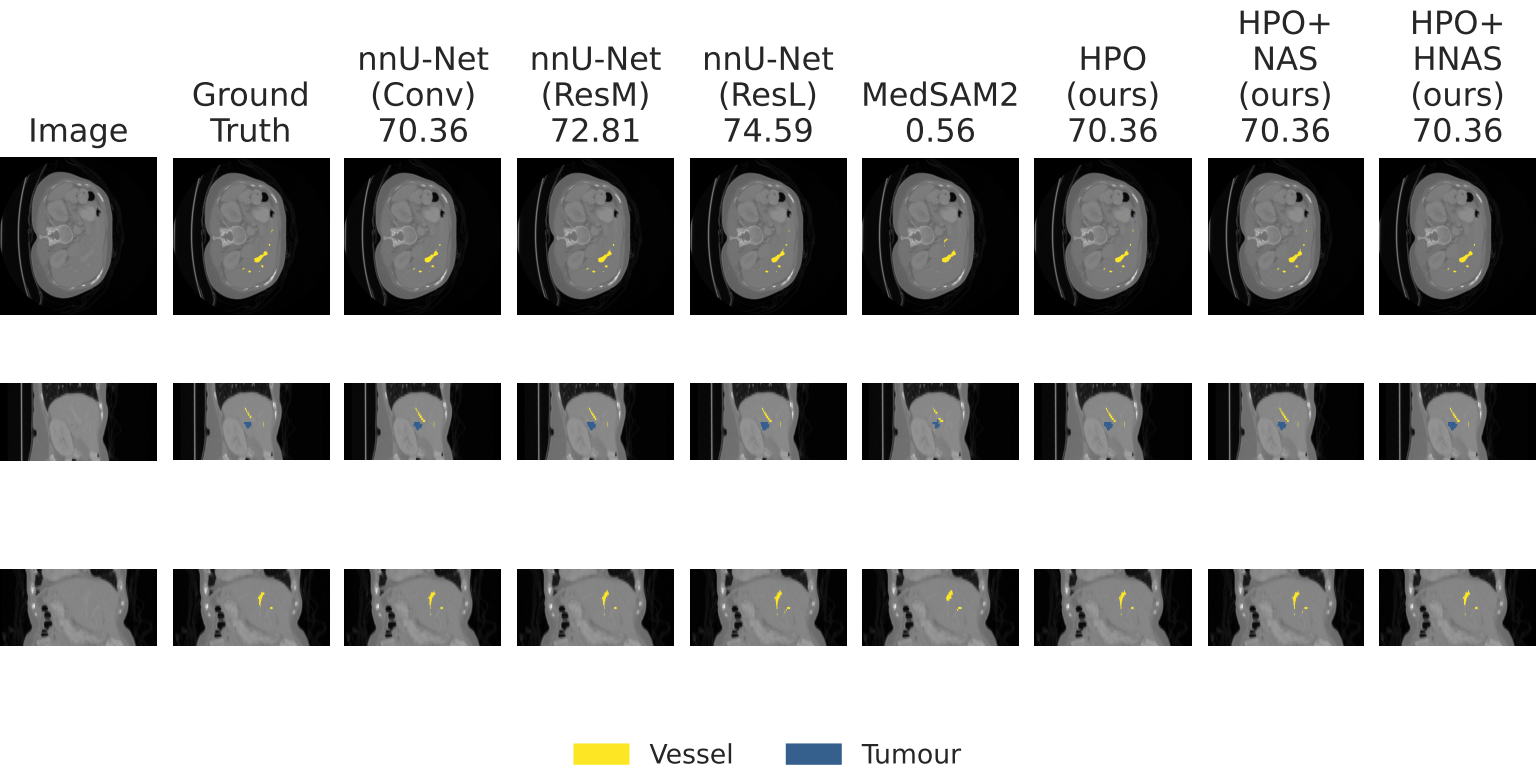 Image
Ground
Truth
nnU-Net
(Conv)
70.36
nnU-Net
(ResM)
72.81
nnU-Net
(ResL)
74.59
MedSAM2
0.56
HPO
(ours)
70.36
HPO+
NAS
(ours)
70.36
HPO+
HNAS
(ours)
70.36
Vessel
Tumour